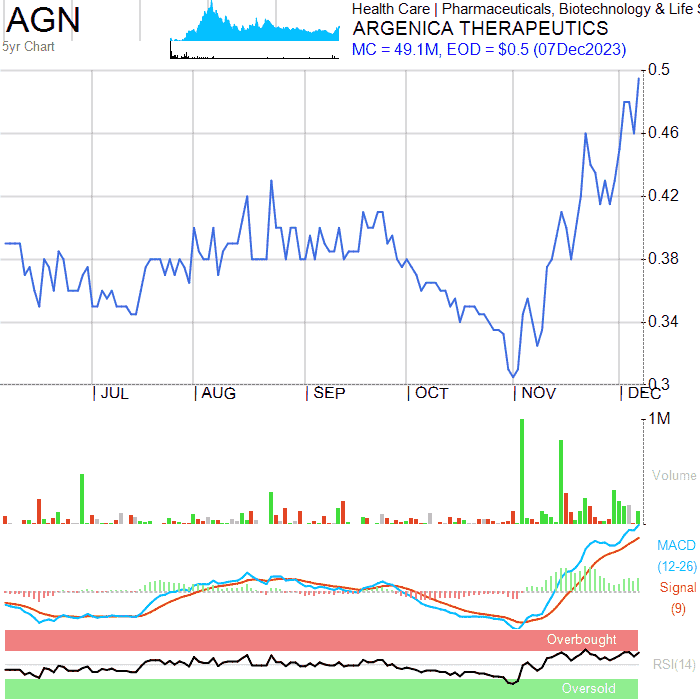 AGN
5yr Chart
Health Care | Pharmaceuticals, Biotechnology & Life S
ARGENICA THERAPEUTICS
MC = 49.1M, EOD = $0.5 (07Dec2023)
0.5
0.46
0.42
0.38
0.34
0.3
JUL AUG SEP OCT NOV DEC
1M
Volume
MACD
(12-26)
Signal
(9)
Overbought
RSI(14)
Oversold